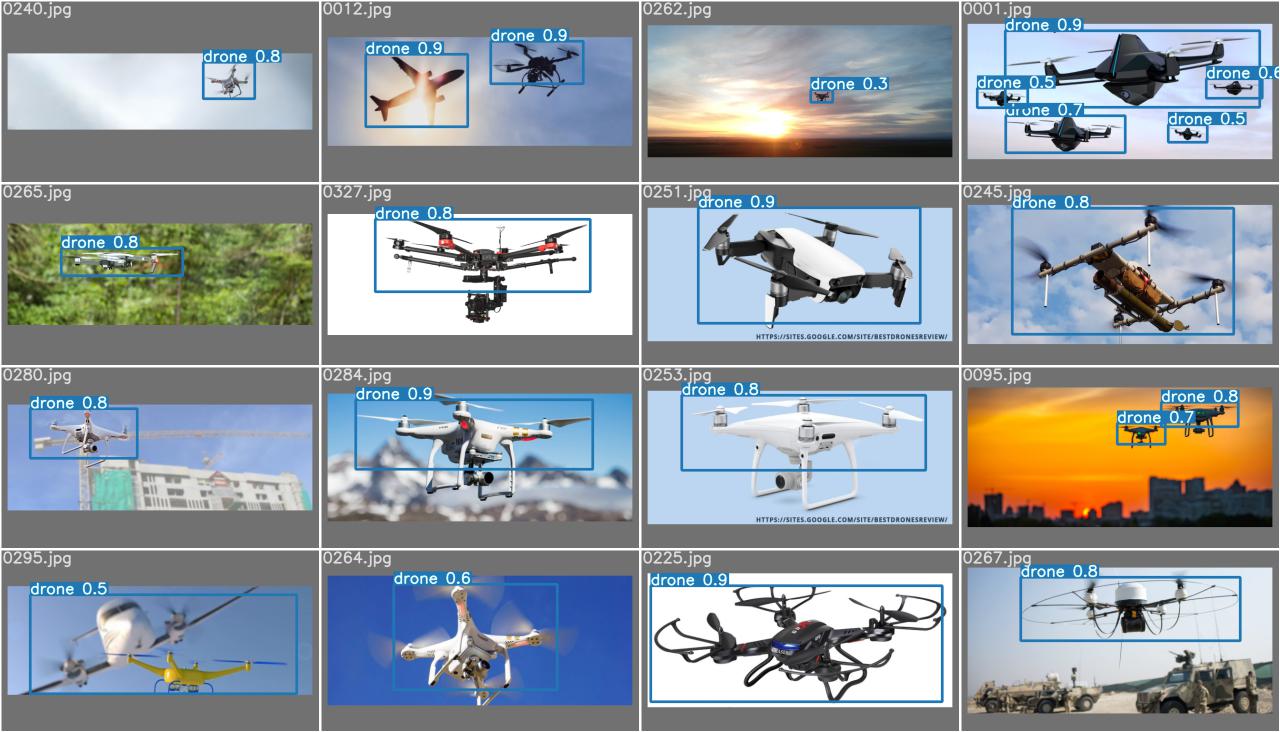 0240.jpg
drone 0.8
0012.jpg
drone 0.9
drone 0.9
0262.jpg
drone 0.3
0001.jpg
drone 0.9
drone 0.5
drone 0.6
drone 0.7
drone 0.5
0265.jpg
drone 0.8
0327.jpg
drone 0.8
0251.jpg
drone 0.9
HTTPS://SITES.GOOGLE.COM/SITE/BESTDRONESREVIEW/
0245.jpg
drone 0.8
0280.jpg
drone 0.8
0284.jpg
drone 0.9
0253.jpg
drone 0.8
HTTPS://SITES.GOOGLE.COM/SITE/BESTDRONESREVIEW/
0095.jpg
drone 0.8
drone 0.7
0295.jpg
drone 0.5
0264.jpg
drone 0.6
0225.jpg
drone 0.9
0267.jpg
drone 0.8